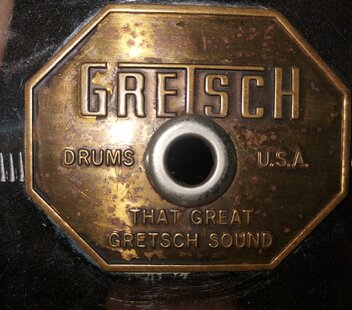 GRETSCH
DRUMS U.S.A.
THAT GREAT
GRETSCH SOUND